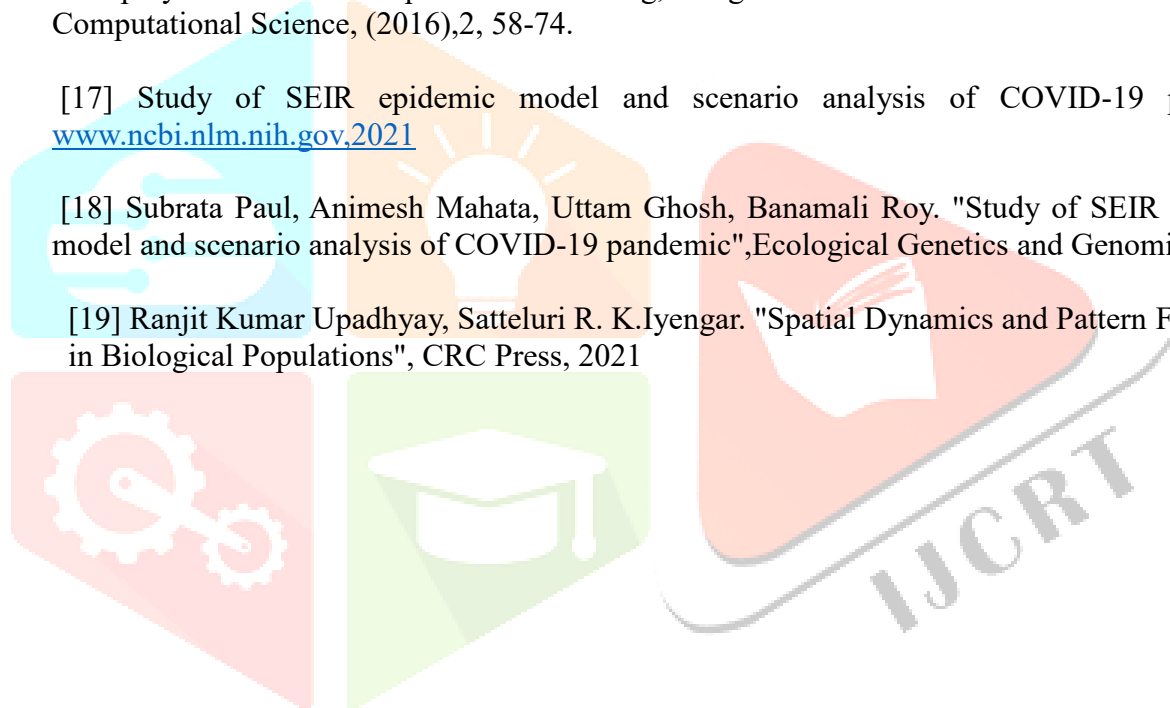 Computational Science, (2016),2, 58-74.
[17] Study of SEIR epidemic model and scenario analysis of COVID-19
www.ncbi.nlm.nih.gov,2021
[18] Subrata Paul, Animesh Mahata, Uttam Ghosh, Banamali Roy. "Study of SEIR
model and scenario analysis of COVID-19 pandemic",Ecological Genetics and
[19] Ranjit Kumar Upadhyay, Satteluri R. K.Iyengar. "Spatial Dynamics and Pattern
in Biological Populations", CRC Press, 2021
IJCRT